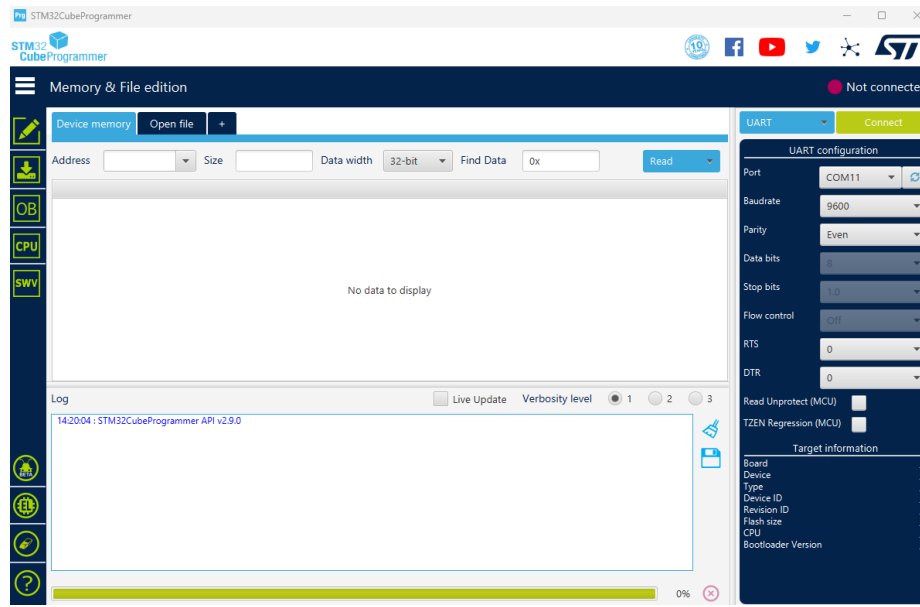 Prg STM32CubeProgrammer
STM32
CubeProgrammer
10
Memory & File edition
Not connecte
Device memory Open file +
UART Connect
Address Size Data width 32-bit Find Data 0x Read
UART configuration
Port COM11
Baudrate 9600
Parity Even
Data bits 8
Stop bits 1.0
Flow control Off
RTS 0
DTR 0
Read Unprotect (MCU)
TZEN Regression (MCU)
Target information
Board
Device
Type
Device ID
Revision ID
Flash size
CPU
Bootloader Version
OB
CPU
SWV
No data to display
Log Live Update Verbosity level 1 2 3
14:20:04 : STM32CubeProgrammer API v2.9.0
BETA
EL
?
0%